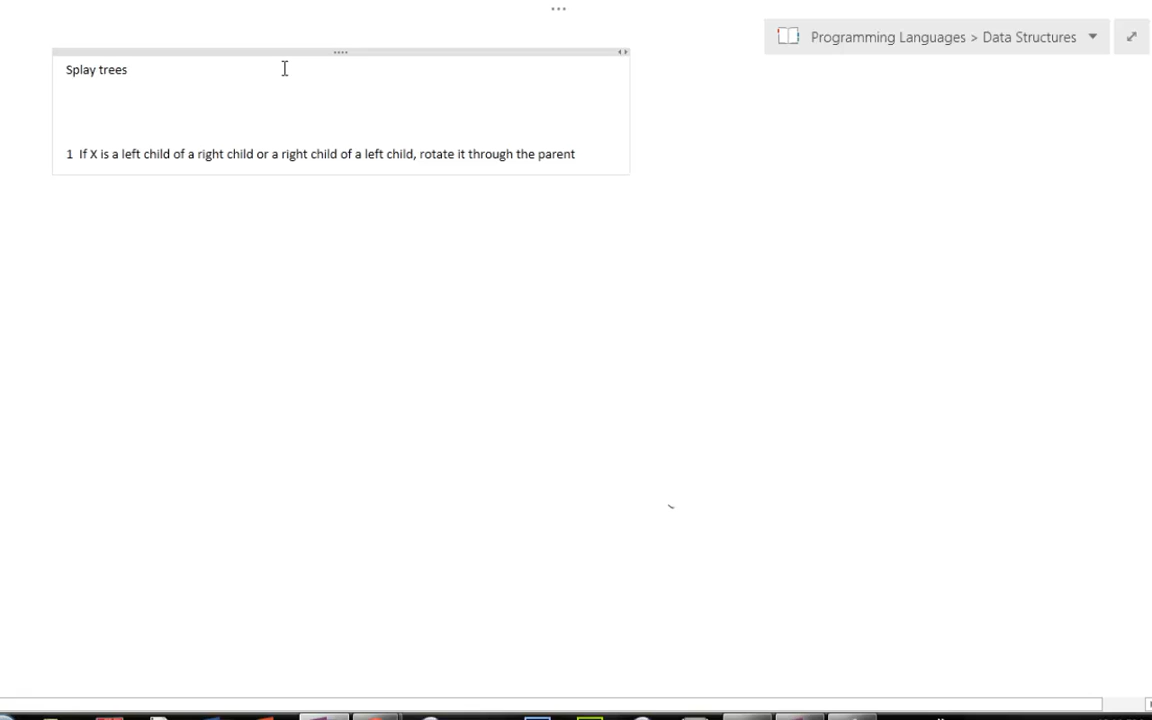 Programming Languages > Data Structures
Splay trees
1 If X is a left child of a right child or a right child of a left child, rotate it through the parent